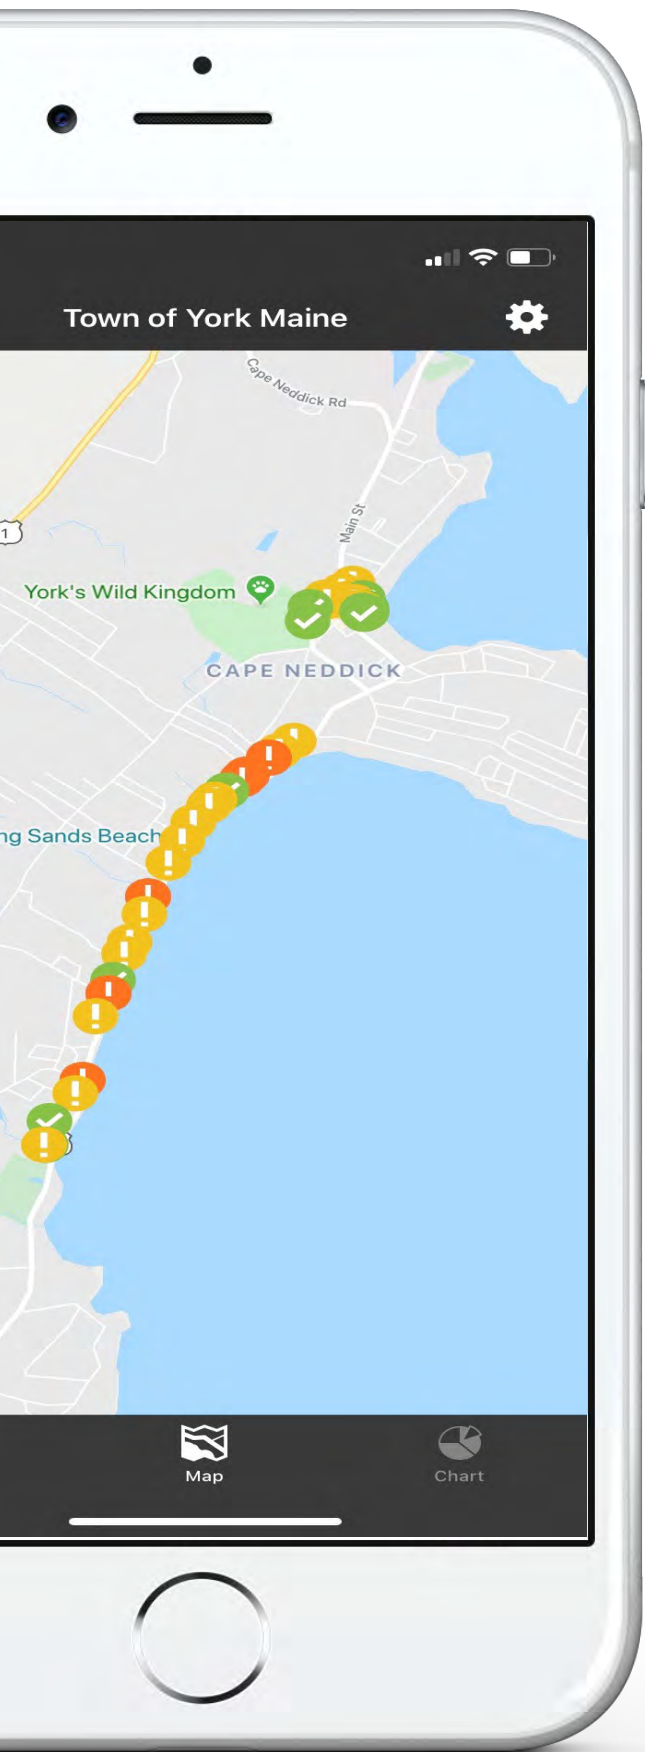 Town of York Maine
Cape Neddick Rd
Main St
1
York's Wild Kingdom
CAPE NEDDICK
ng Sands Beach
Map
Chart